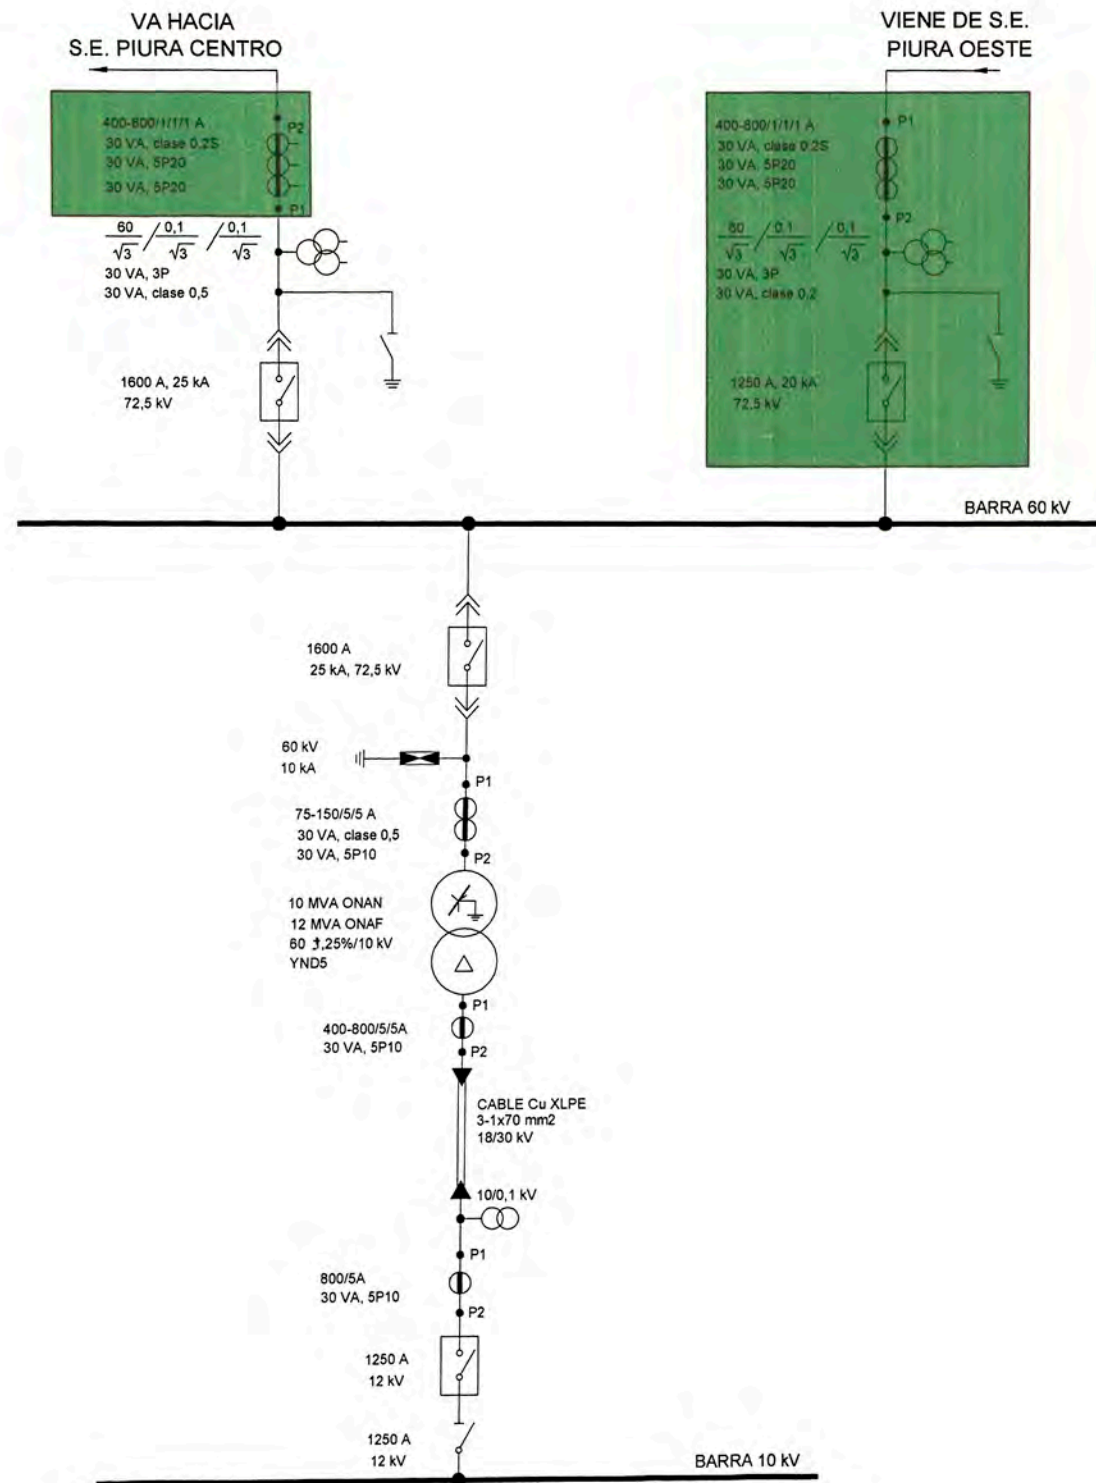 VA HACIA
S.E. PIURA CENTRO
VIENE DE S.E.
PIURA OESTE
400-800/1/1/1 A
30 VA, clase 0.2S
30 VA, 5P20
30 VA, 5P20
P2
P1
60/√3 / 0,1/√3 / 0,1/√3
30 VA, 3P
30 VA, clase 0,5
1600 A, 25 kA
72,5 kV
400-800/1/1/1 A
30 VA, clase 0.2S
30 VA, 5P20
30 VA, 5P20
P1
P2
60/√3 / 0,1/√3 / 0,1/√3
30 VA, 3P
30 VA, clase 0,2
1250 A, 20 kA
72,5 kV
BARRA 60 kV
1600 A
25 kA, 72,5 kV
60 kV
10 kA
P1
75-150/5/5 A
30 VA, clase 0,5
30 VA, 5P10
P2
10 MVA ONAN
12 MVA ONAF
60 ,25%/10 kV
YND5
P1
400-800/5/5A
30 VA, 5P10
P2
CABLE Cu XLPE
3-1x70 mm2
18/30 kV
10/0,1 kV
P1
800/5A
30 VA, 5P10
P2
1250 A
12 kV
1250 A
12 kV
BARRA 10 kV